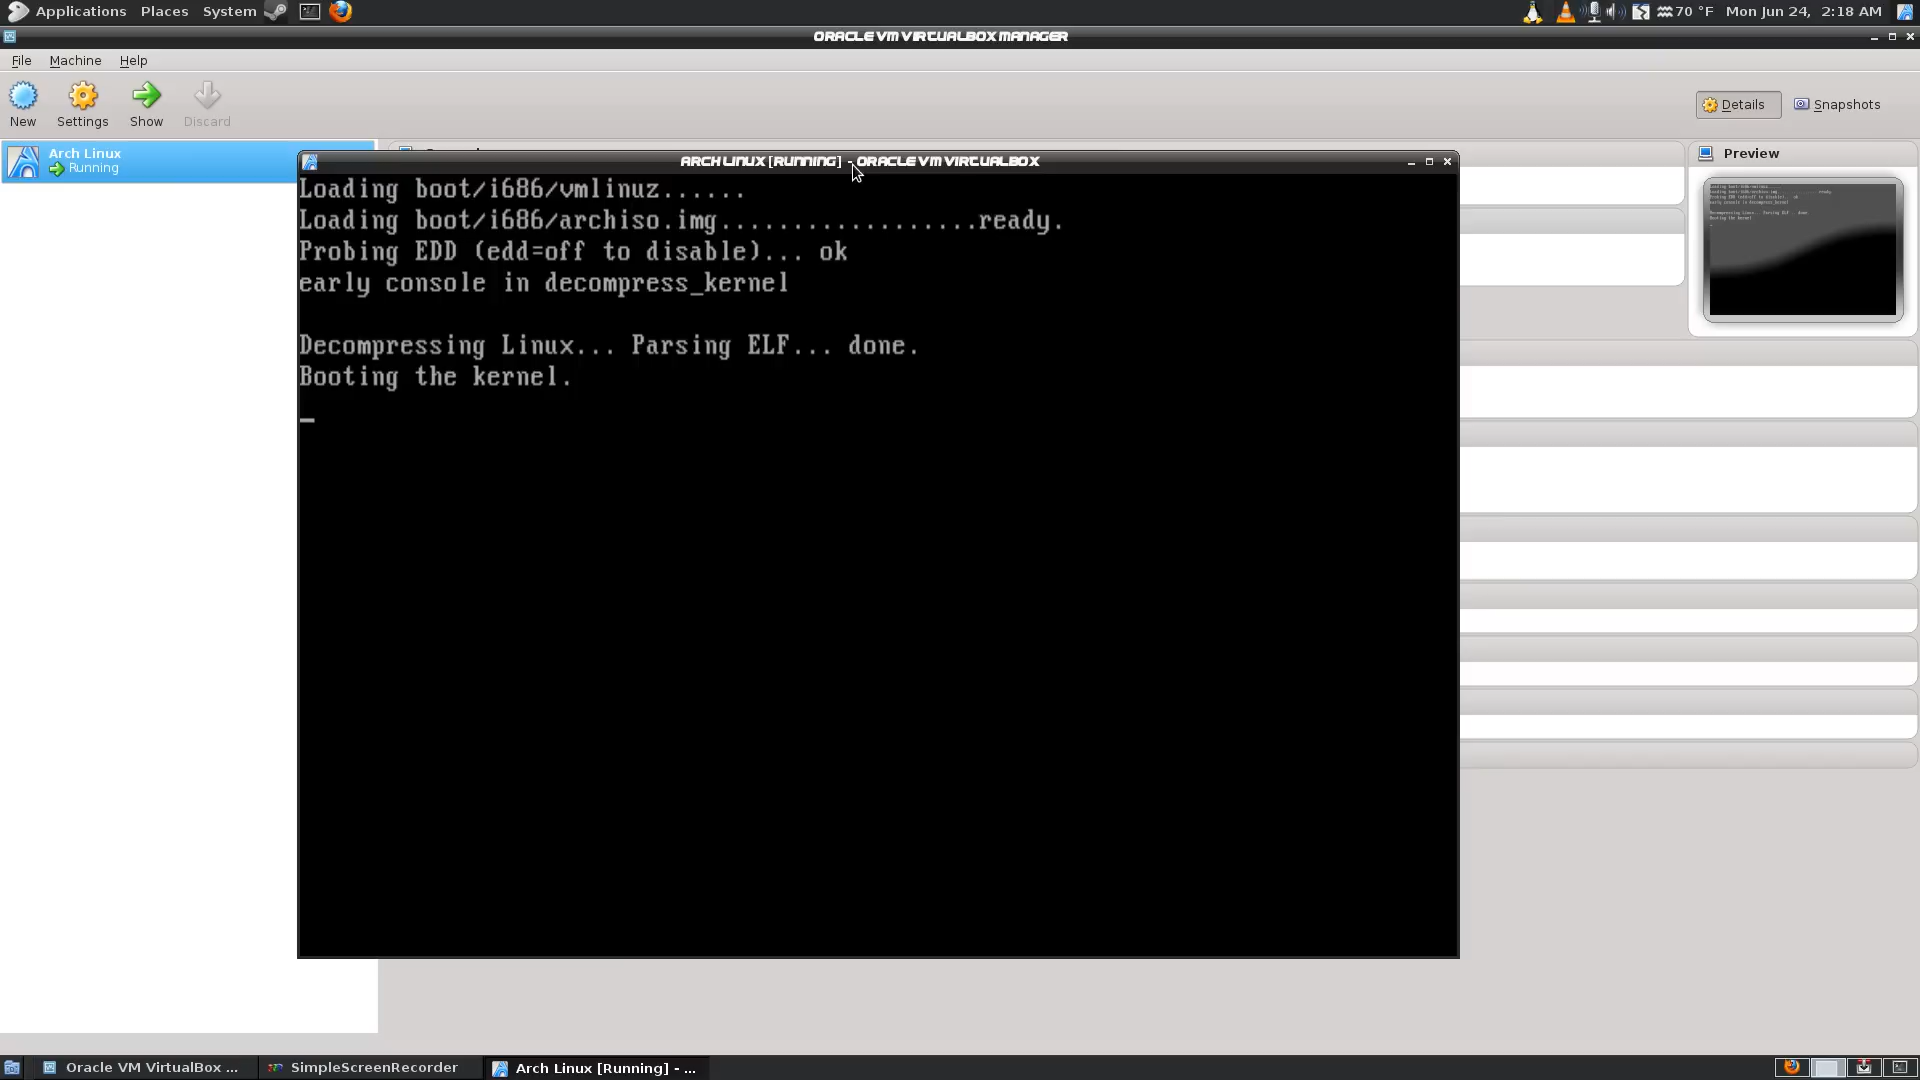 Applications Places System 70 °F Mon Jun 24, 2:18 AM
ORACLE VM VIRTUALBOX MANAGER
File Machine Help
New Settings Show Discard Details Snapshots
Arch Linux
Running
Preview
ARCH LINUX [RUNNING] - ORACLE VM VIRTUALBOX
Loading boot/i686/vmlinuz......
Loading boot/i686/archiso.img..................ready.
Probing EDD (edd=off to disable)... ok
early console in decompress_kernel
Decompressing Linux... Parsing ELF... done.
Booting the kernel.
_
Oracle VM VirtualBox ... SimpleScreenRecorder Arch Linux [Running] - ...